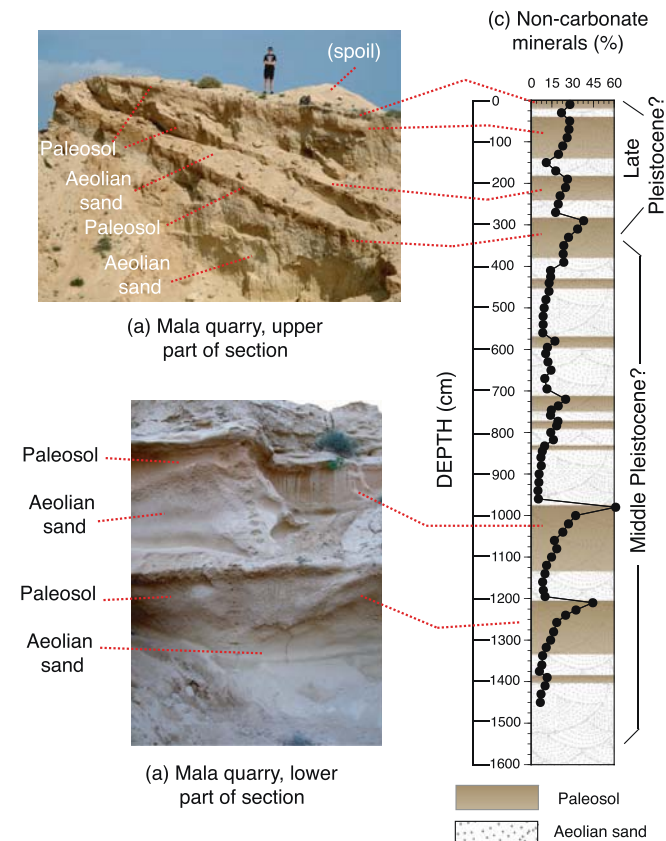 (c) Non-carbonate
minerals (%)
0 15 30 45 60
(spoil)
Paleosol
Aeolian
sand
Paleosol
Aeolian
sand
(a) Mala quarry, upper
part of section
Paleosol
Aeolian
sand
Paleosol
Aeolian
sand
(a) Mala quarry, lower
part of section
DEPTH (cm)
0
100
200
300
400
500
600
700
800
900
1000
1100
1200
1300
1400
1500
1600
Late
Pleistocene?
Middle Pleistocene?
Paleosol
Aeolian sand